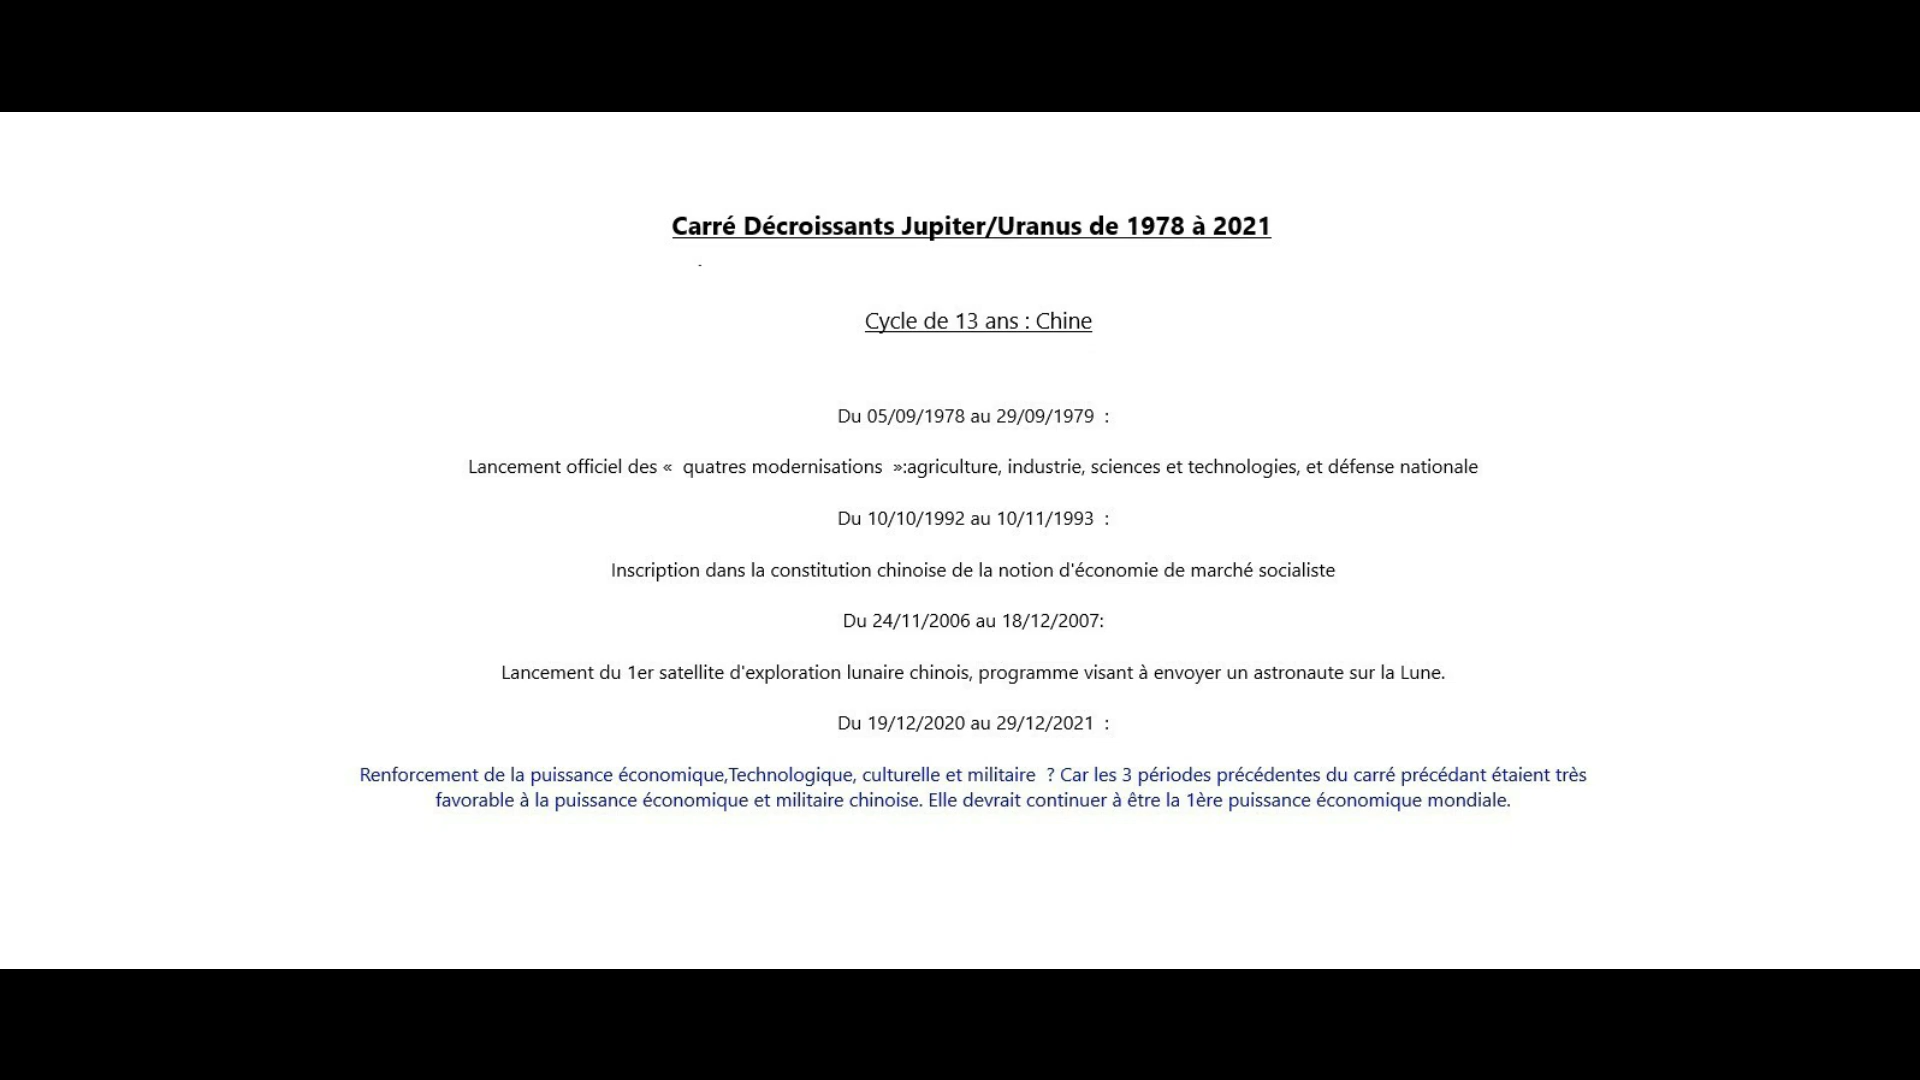 Carré Décroissants Jupiter/Uranus de 1978 à 2021
Cycle de 13 ans : Chine
Du 05/09/1978 au 29/09/1979 :
Lancement officiel des « quatres modernisations »:agriculture, industrie, sciences et technologies, et défense nationale
Du 10/10/1992 au 10/11/1993 :
Inscription dans la constitution chinoise de la notion d'économie de marché socialiste
Du 24/11/2006 au 18/12/2007:
Lancement du 1er satellite d'exploration lunaire chinois, programme visant à envoyer un astronaute sur la Lune.
Du 19/12/2020 au 29/12/2021 :
Renforcement de la puissance économique,Technologique, culturelle et militaire ? Car les 3 périodes précédentes du carré précédant étaient très
favorable à la puissance économique et militaire chinoise. Elle devrait continuer à être la 1ère puissance économique mondiale.